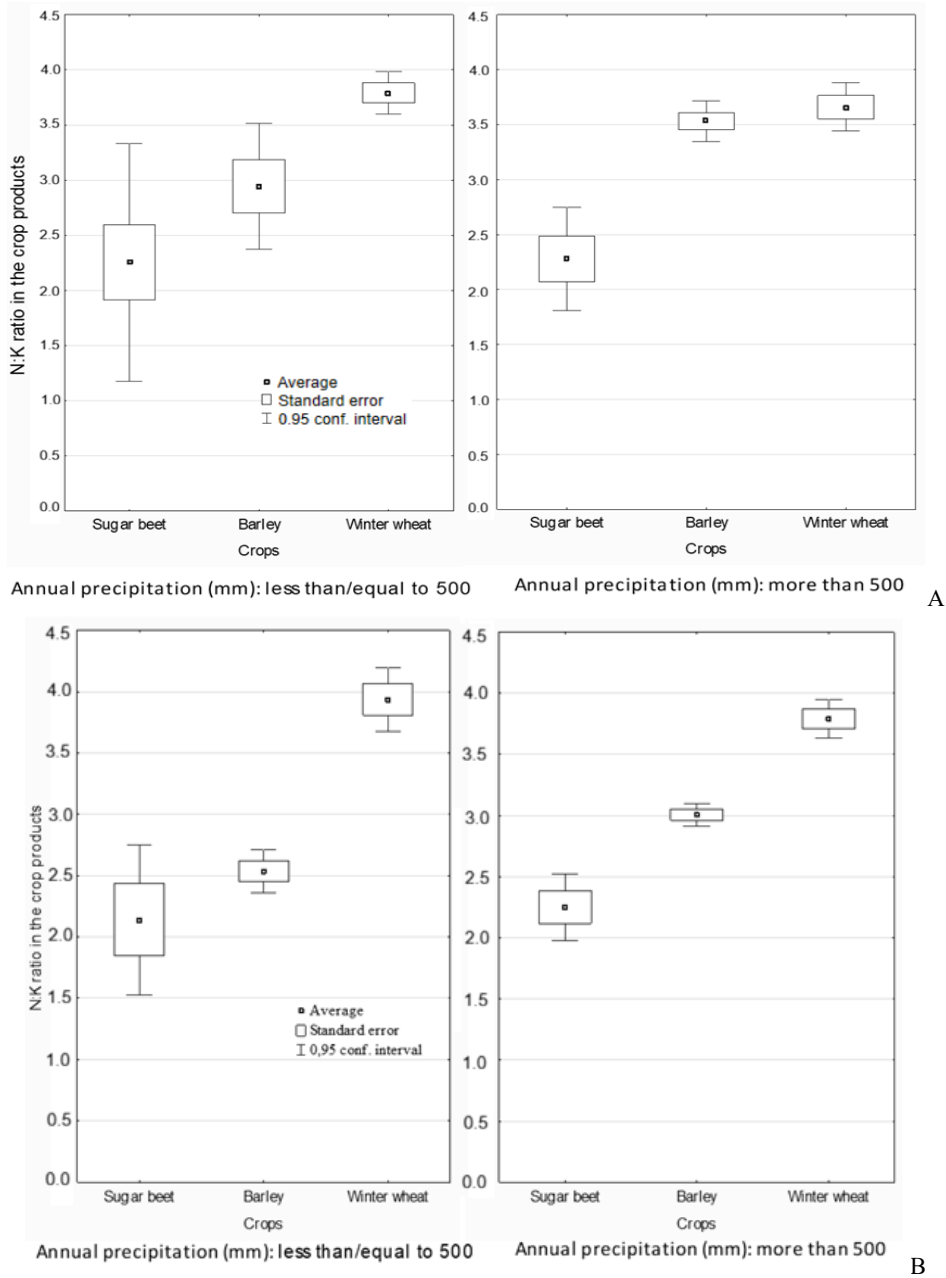 N:K ratio in the crop products
4.5
4.0
3.5
3.0
2.5
2.0
1.5
1.0
0.5
0.0
Average
Standard error
0.95 conf. interval
Sugar beet Barley Winter wheat
Crops
Annual precipitation (mm): less than/equal to 500
4.5
4.0
3.5
3.0
2.5
2.0
1.5
1.0
0.5
0.0
Sugar beet Barley Winter wheat
Crops
Annual precipitation (mm): more than 500
A
N:K ratio in the crop products
4.5
4.0
3.5
3.0
2.5
2.0
1.5
1.0
0.5
0.0
Average
Standard error
0,95 conf. interval
Sugar beet Barley Winter wheat
Crops
Annual precipitation (mm): less than/equal to 500
4.5
4.0
3.5
3.0
2.5
2.0
1.5
1.0
0.5
0.0
Sugar beet Barley Winter wheat
Crops
Annual precipitation (mm): more than 500
B